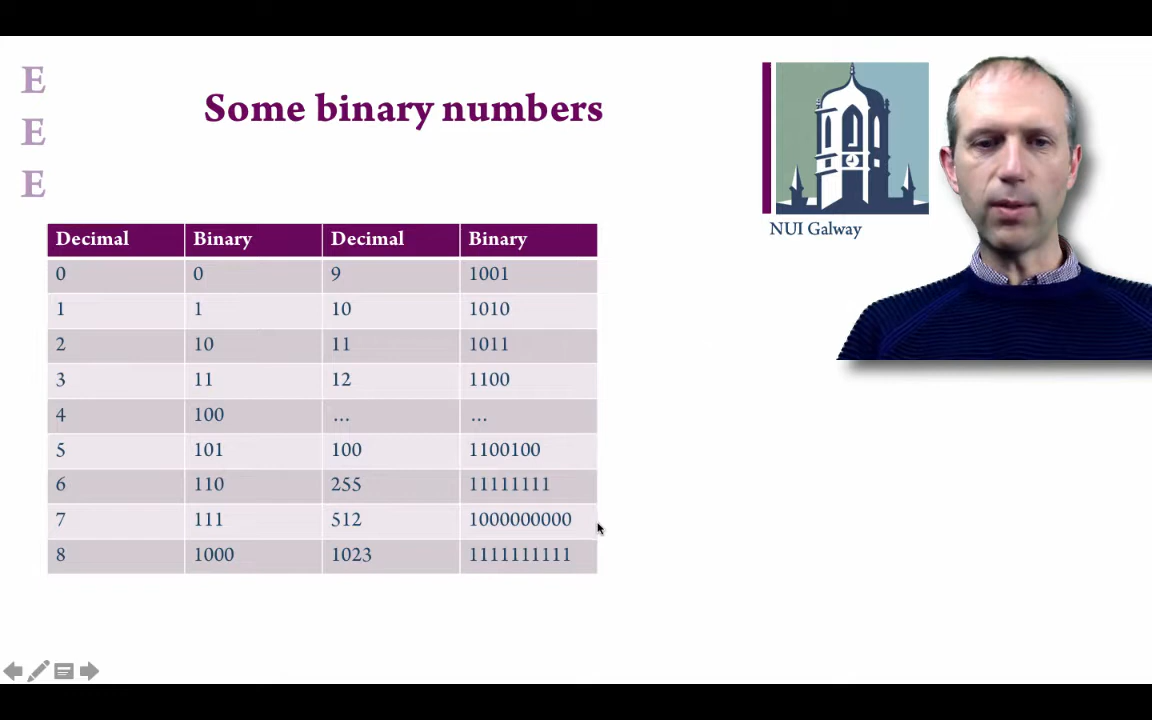 E
E
E
Some binary numbers
NUI Galway
Decimal Binary Decimal Binary
0 0 9 1001
1 1 10 1010
2 10 11 1011
3 11 12 1100
4 100 ... ...
5 101 100 1100100
6 110 255 11111111
7 111 512 1000000000
8 1000 1023 1111111111